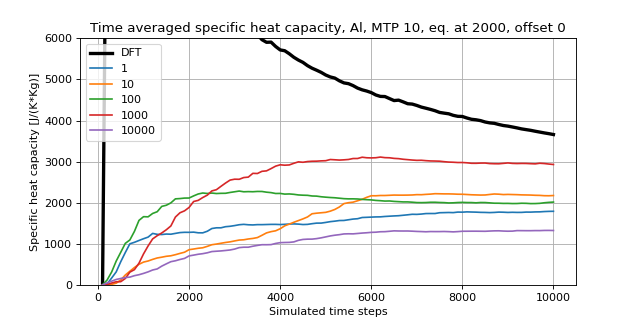 Time averaged specific heat capacity, Al, MTP 10, eq. at 2000, offset 0
Specific heat capacity [J/(K*Kg)]
6000
5000
4000
3000
2000
1000
0
DFT
1
10
100
1000
10000
0 2000 4000 6000 8000 10000
Simulated time steps